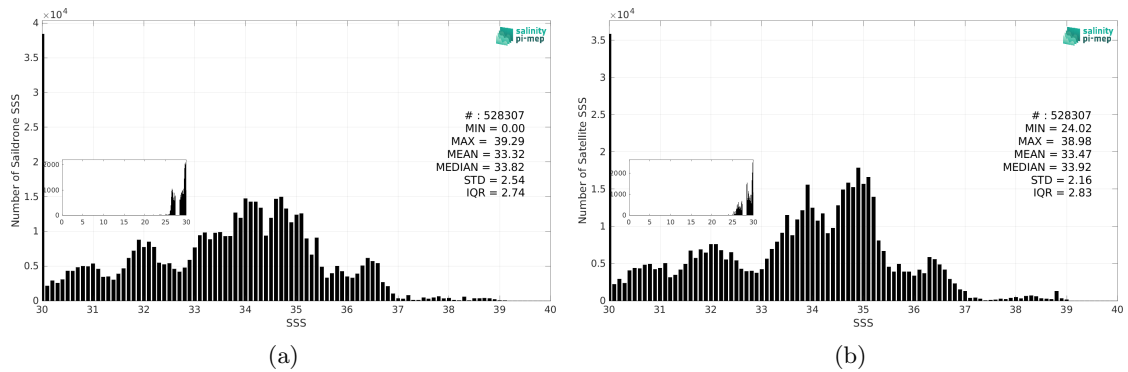 ×10⁴
4
3.5
3
2.5
2
1.5
1
0.5
0
Number of Saildrone SSS
salinity
pi-mep
# : 528307
MIN = 0.00
MAX = 39.29
MEAN = 33.32
MEDIAN = 33.82
STD = 2.54
IQR = 2.74
2000
1000
0
0 5 10 15 20 25 30
30 31 32 33 34 35 36 37 38 39 40
SSS
(a)
×10⁴
3.5
3
2.5
2
1.5
1
0.5
0
Number of Satellite SSS
salinity
pi-mep
# : 528307
MIN = 24.02
MAX = 38.98
MEAN = 33.47
MEDIAN = 33.92
STD = 2.16
IQR = 2.83
2000
1000
0
0 5 10 15 20 25 30
30 31 32 33 34 35 36 37 38 39 40
SSS
(b)